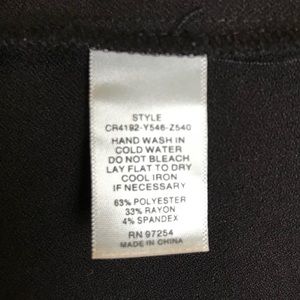 STYLE
CR4192-Y546-Z540
HAND WASH IN
COLD WATER
DO NOT BLEACH
LAY FLAT TO DRY
COOL IRON
IF NECESSARY
63% POLYESTER
33% RAYON
4% SPANDEX
RN 97254
MADE IN CHINA